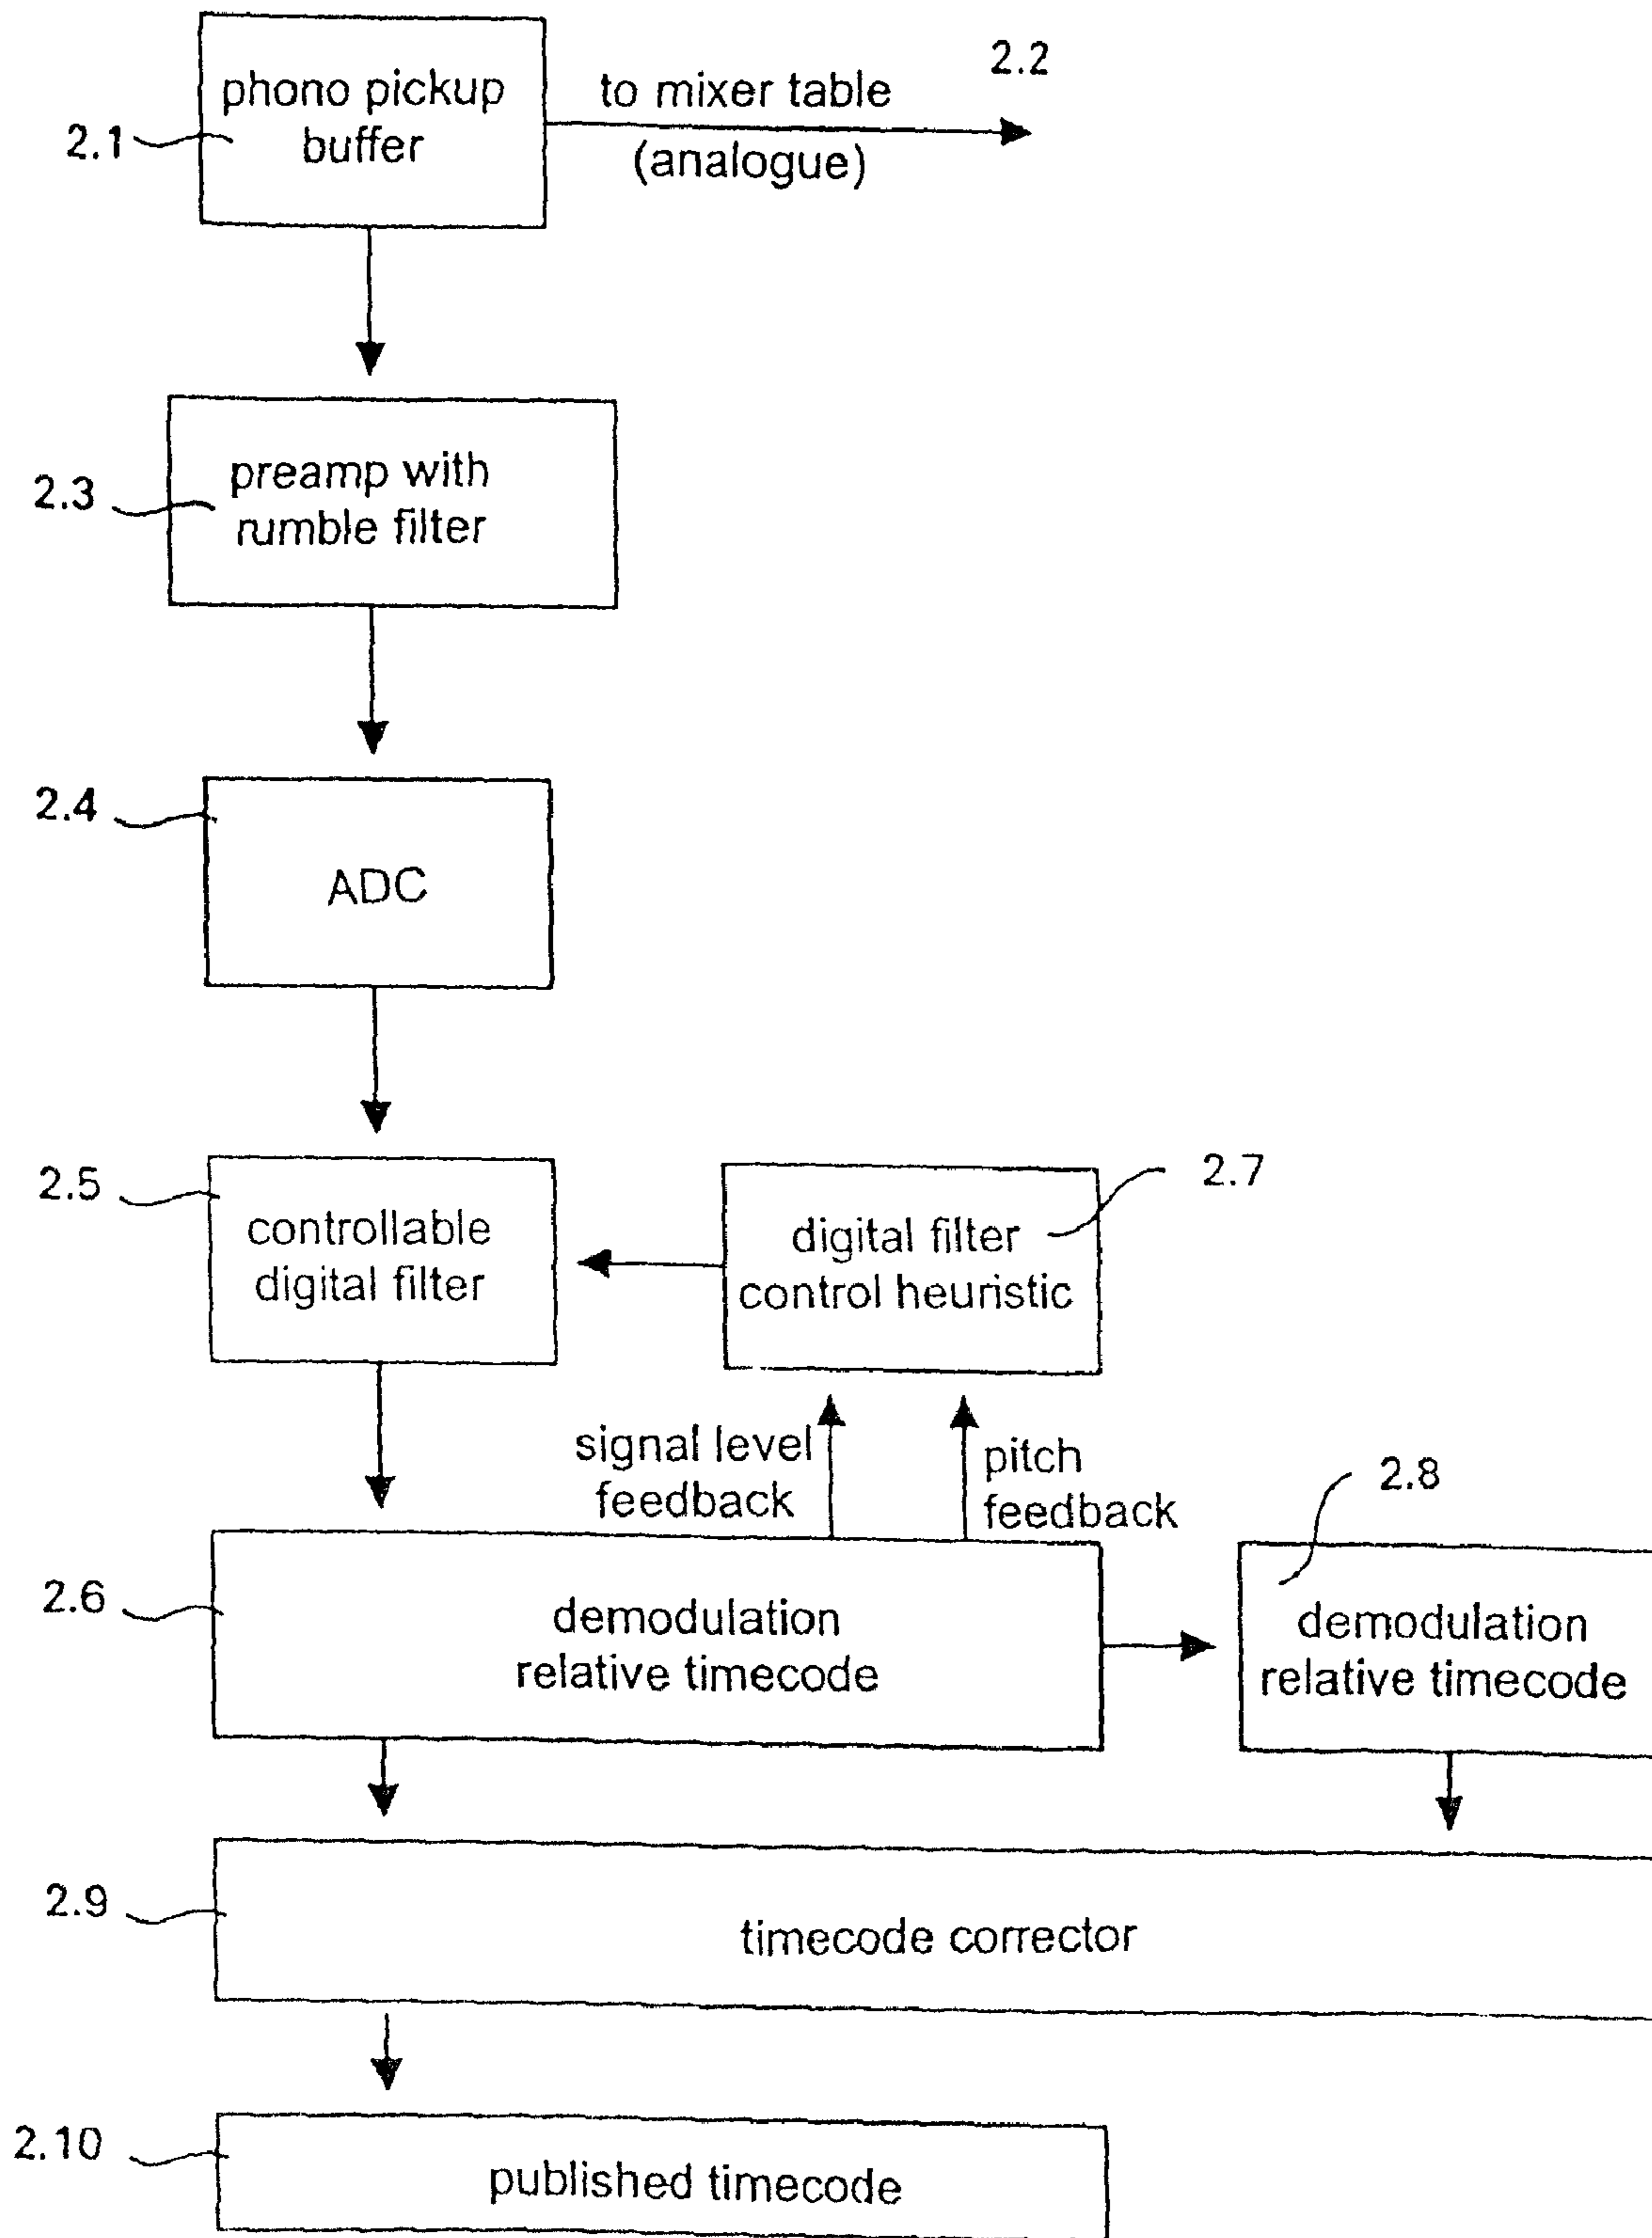 2.2
phono pickup
buffer
to mixer table
(analogue)
2.1
preamp with
rumble filter
2.3
2.4
ADC
2.5
controllable
digital filter
2.7
digital filter
control heuristic
signal level
feedback
pitch
feedback
2.8
2.6
demodulation
relative timecode
demodulation
relative timecode
2.9
timecode corrector
2.10
published timecode